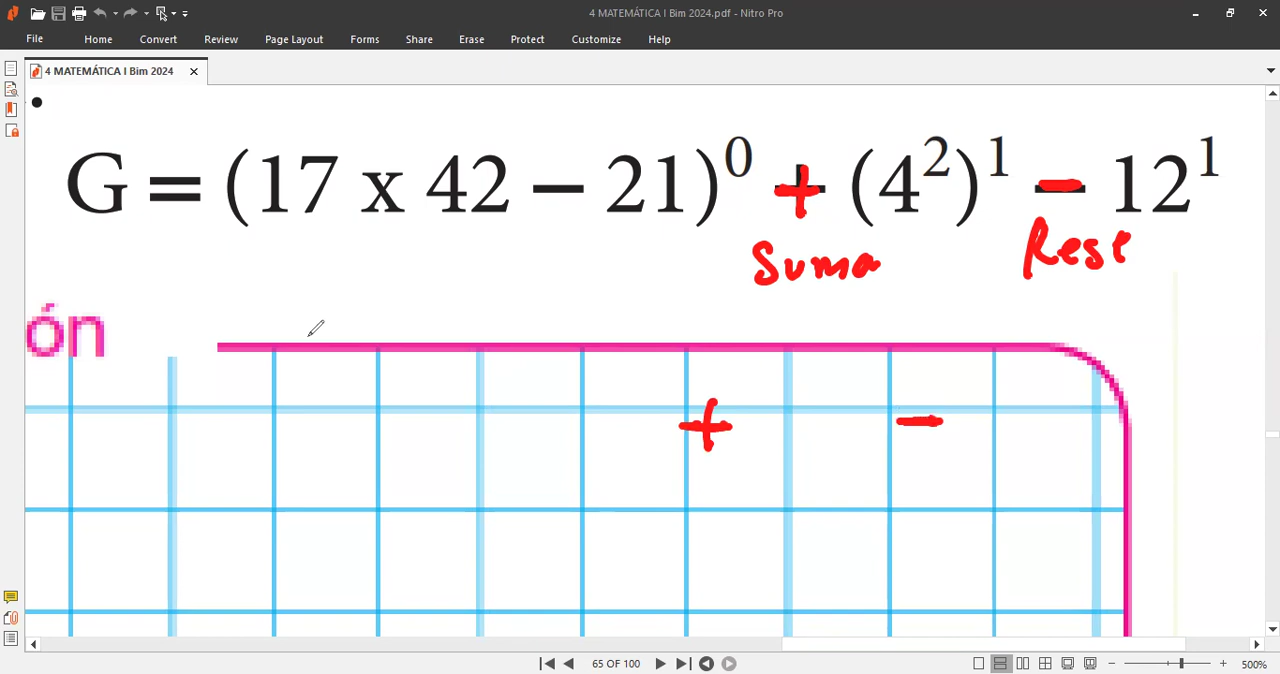 4 MATEMÁTICA I Bim 2024.pdf - Nitro Pro
File Home Convert Review Page Layout Forms Share Erase Protect Customize Help
4 MATEMÁTICA I Bim 2024
G = (17 x 42 − 21)⁰ + (4²)¹ − 12¹
Suma Rest
ón
+ −
65 OF 100
500%